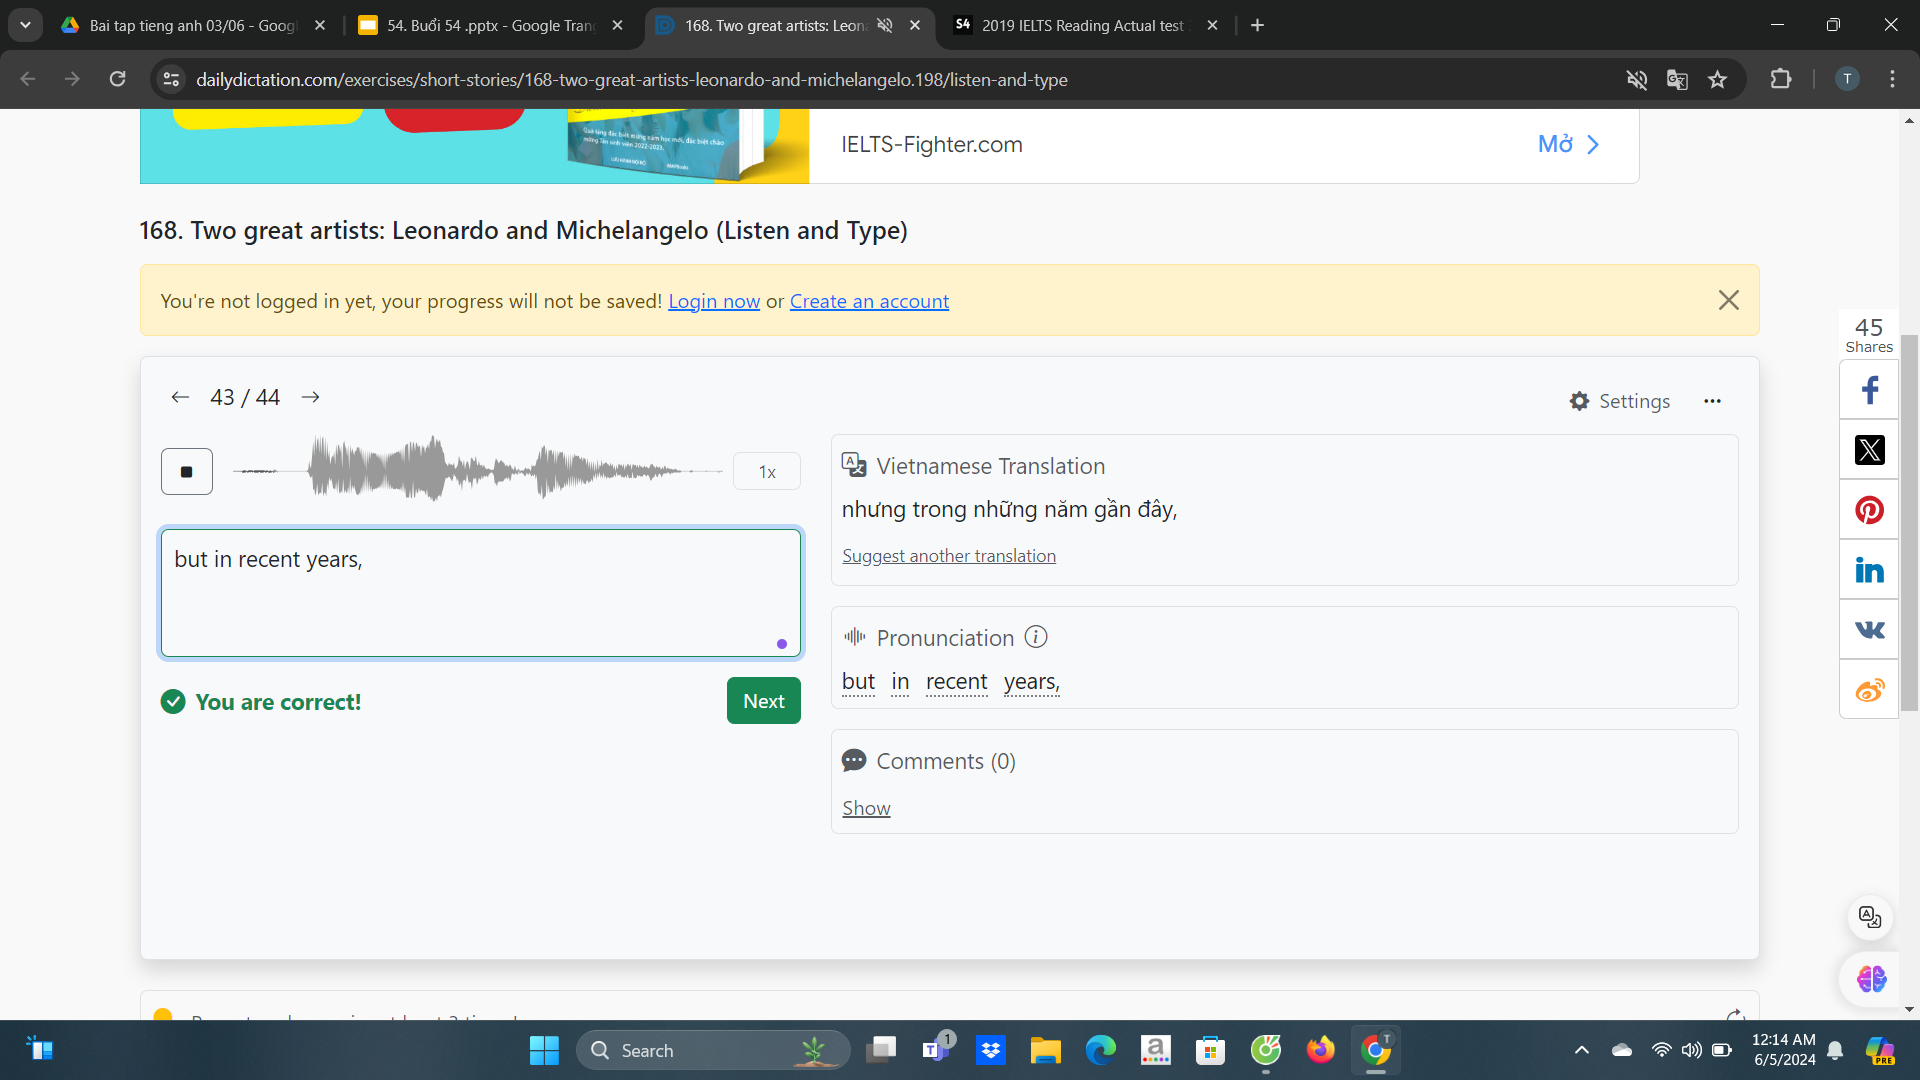 Bai tap tieng anh 03/06 - Googl
54. Buổi 54 .pptx - Google Tran
168. Two great artists: Leon
2019 IELTS Reading Actual test
dailydictation.com/exercises/short-stories/168-two-great-artists-leonardo-and-michelangelo.198/listen-and-type
T
IELTS-Fighter.com
Mở
168. Two great artists: Leonardo and Michelangelo (Listen and Type)
You're not logged in yet, your progress will not be saved! Login now or Create an account
45
Shares
43 / 44
Settings
1x
Vietnamese Translation
nhưng trong những năm gần đây,
Suggest another translation
but in recent years,
Pronunciation
but in recent years,
You are correct!
Next
Comments (0)
Show
Search
1
12:14 AM
6/5/2024
PRE